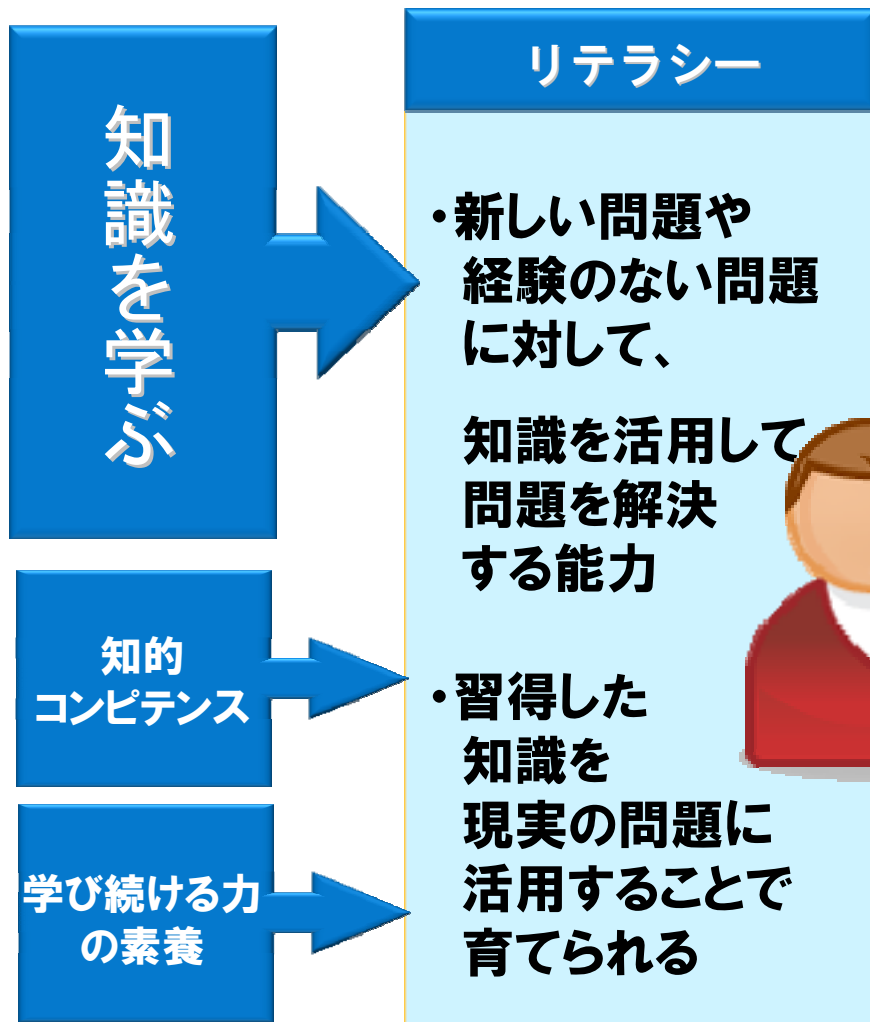 知識を学ぶ
知的
コンピテンス
学び続ける力
の素養
リテラシー
・新しい問題や
経験のない問題
に対して、
知識を活用して
問題を解決
する能力
・習得した
知識を
現実の問題に
活用することで
育てられる